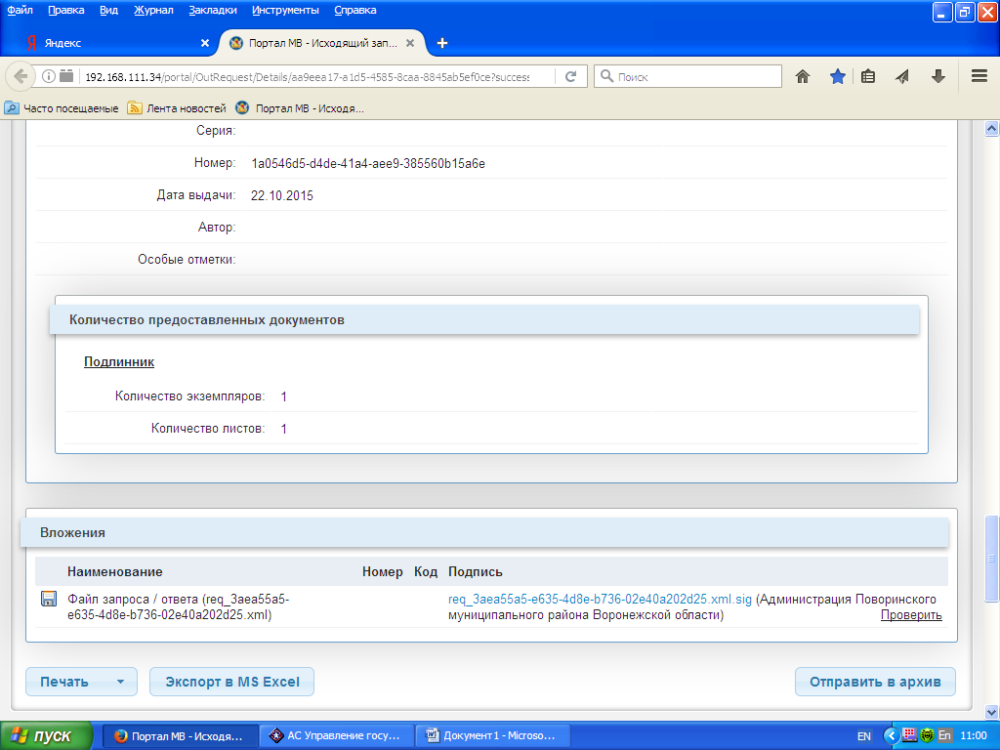 Файл Правка Вид Журнал Закладки Инструменты Справка
Яндекс
Портал МВ - Исходящий зап...
192.168.111.34/portal/OutRequest/Details/aa9eea17-a1d5-4585-8caa-8845ab5ef0ce?success
Поиск
Часто посещаемые Лента новостей Портал МВ - Исходя...
Серия:
Номер: 1a0546d5-d4de-41a4-aee9-385560b15a6e
Дата выдачи: 22.10.2015
Автор:
Особые отметки:
Количество предоставленных документов
Подлинник
Количество экземпляров: 1
Количество листов: 1
Вложения
Наименование Номер Код Подпись
Файл запроса / ответа (req_3aea55a5-
e635-4d8e-b736-02e40a202d25.xml)
req_3aea55a5-e635-4d8e-b736-02e40a202d25.xml.sig (Администрация Поворинского
муниципального района Воронежской области)
Проверить
Печать Экспорт в MS Excel Отправить в архив
пуск Портал МВ - Исходя... АС Управление госу... Документ1 - Microso... EN En 11:00